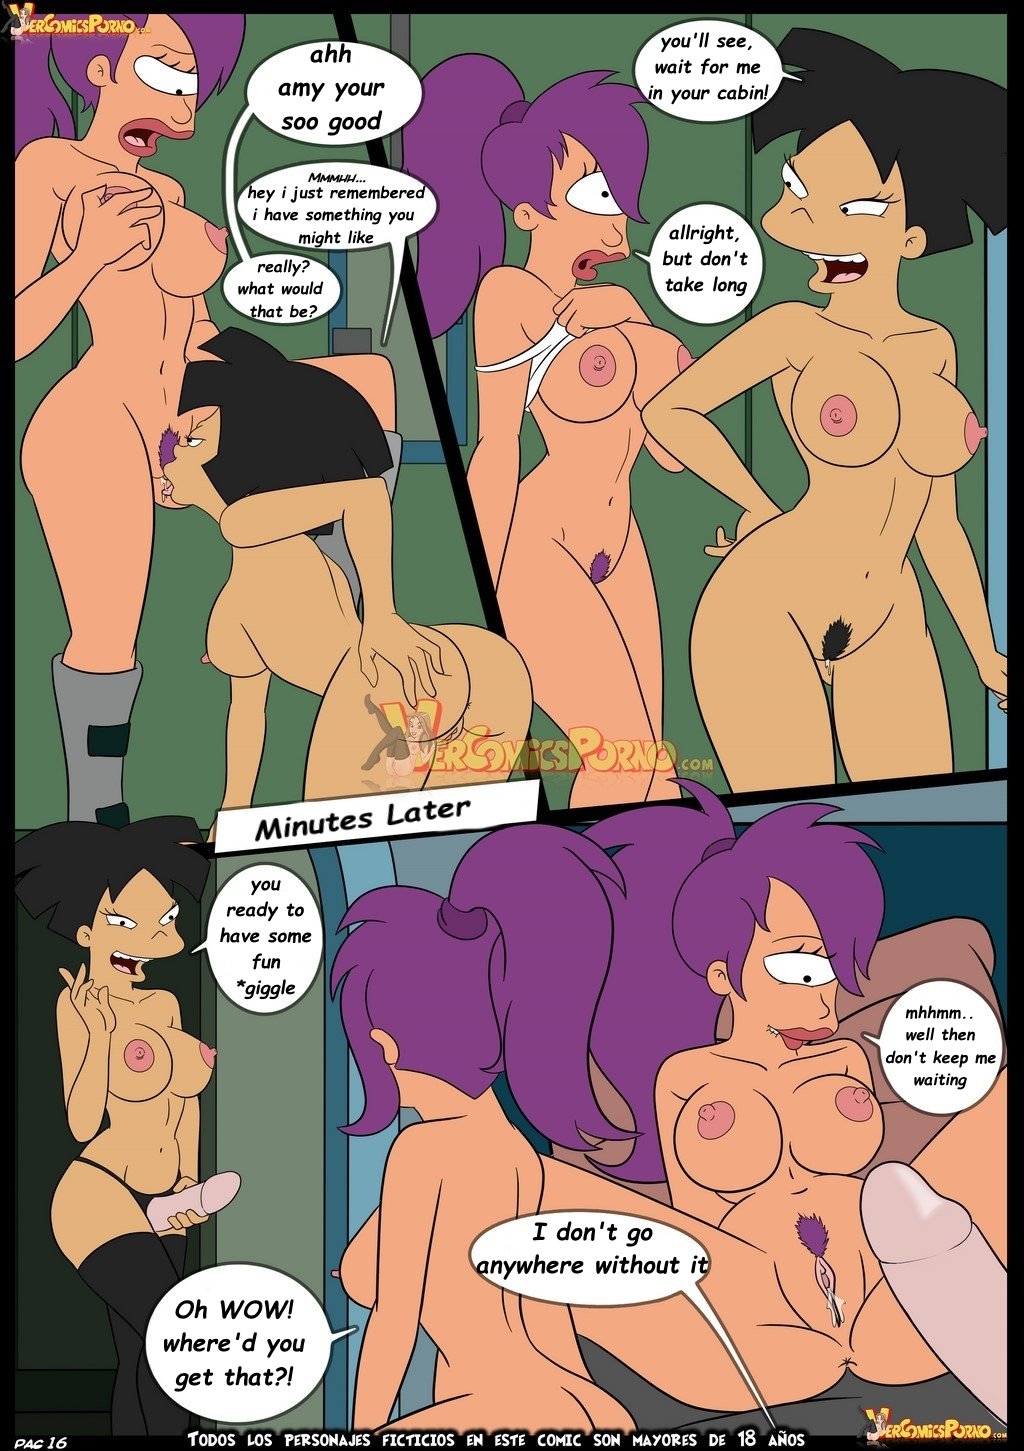 VerComicsPorno.com
ahh
amy your
soo good
Mmmhh...
hey i just remembered
i have something you
might like
really?
what would
that be?
you'll see,
wait for me
in your cabin!
allright,
but don't
take long
VerComicsPorno.com
Minutes Later
you
ready to
have some
fun
*giggle
Oh WOW!
where'd you
get that?!
I don't go
anywhere without it
mhhmm..
well then
don't keep me
waiting
VerComicsPorno.com
PAG 16
Todos los personajes ficticios en este comic son mayores de 18 años